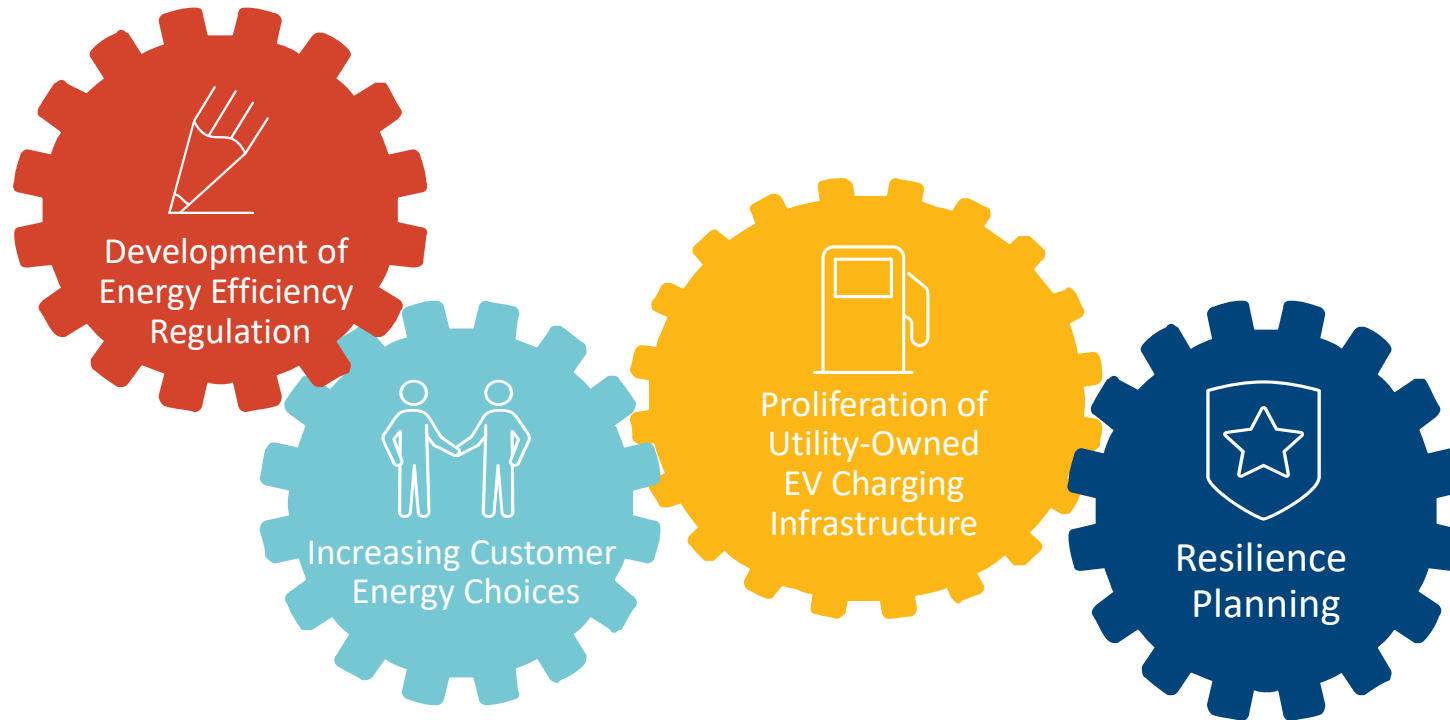 Development of
Energy Efficiency
Regulation
Increasing Customer
Energy Choices
Proliferation of
Utility-Owned
EV Charging
Infrastructure
Resilience
Planning